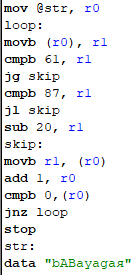 mov @str, r0
loop:
movb (r0), r1
cmpb 61, r1
jg skip
cmpb 87, r1
jl skip
sub 20, r1
skip:
movb r1, (r0)
add 1, r0
cmpb 0,(r0)
jnz loop
stop
str:
data "bABayagaя"